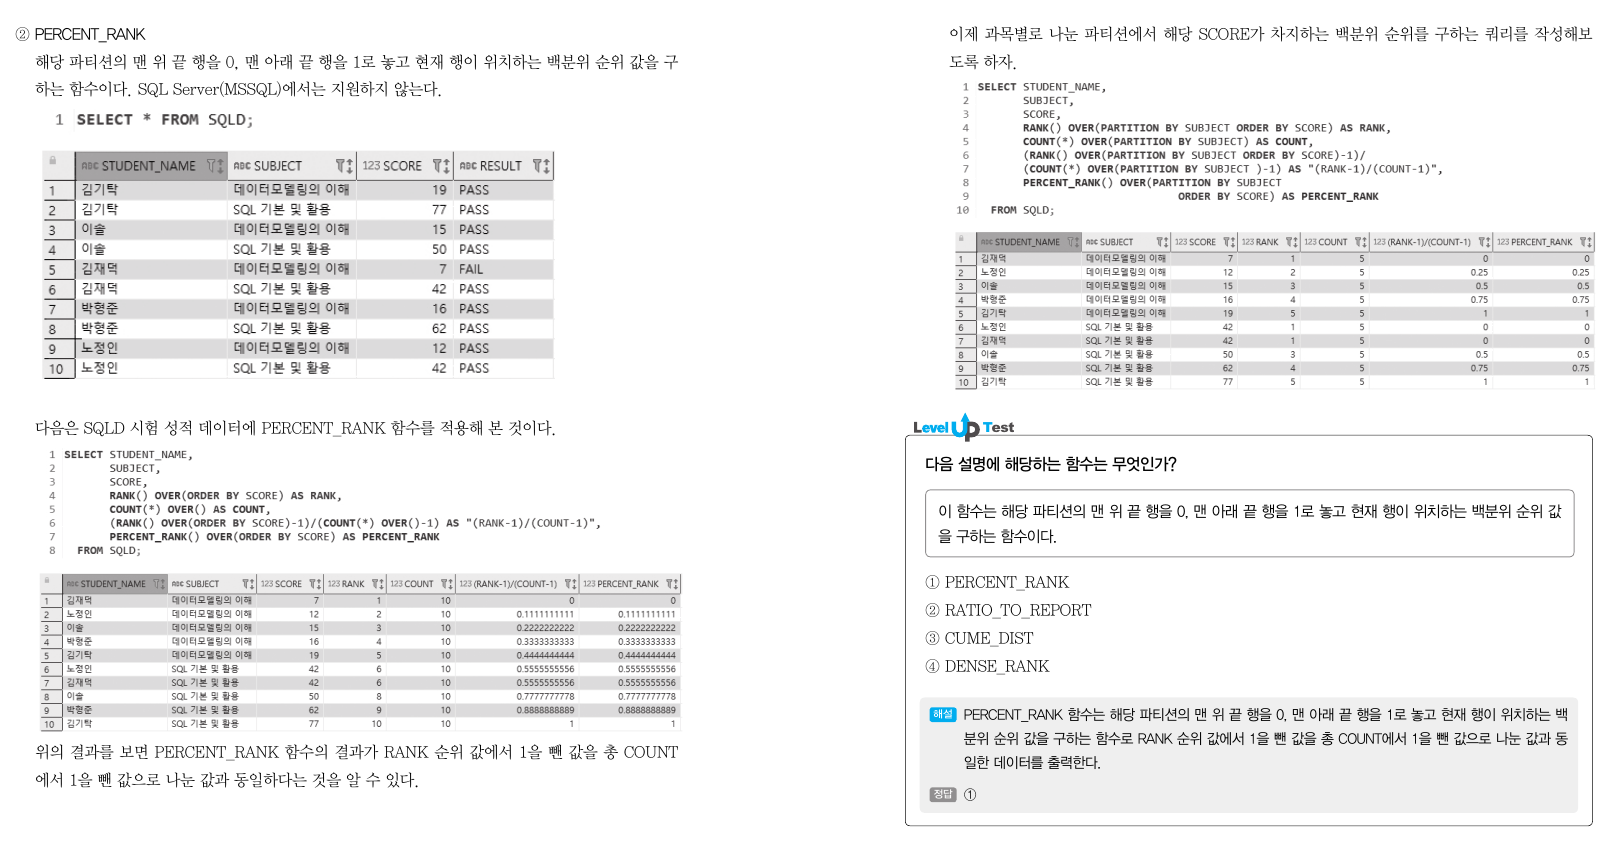 ② PERCENT_RANK
해당 파티션의 맨 위 끝 행을 0, 맨 아래 끝 행을 1로 놓고 현재 행이 위치하는 백분위 순위 값을 구
하는 함수이다. SQL Server(MSSQL)에서는 지원하지 않는다.
1 SELECT * FROM SQLD;
ABC STUDENT_NAME ABC SUBJECT 123 SCORE ABC RESULT
1 김기탁 데이터모델링의 이해 19 PASS
2 김기탁 SQL 기본 및 활용 77 PASS
3 이솔 데이터모델링의 이해 15 PASS
4 이솔 SQL 기본 및 활용 50 PASS
5 김재덕 데이터모델링의 이해 7 FAIL
6 김재덕 SQL 기본 및 활용 42 PASS
7 박형준 데이터모델링의 이해 16 PASS
8 박형준 SQL 기본 및 활용 62 PASS
9 노정인 데이터모델링의 이해 12 PASS
10 노정인 SQL 기본 및 활용 42 PASS
다음은 SQLD 시험 성적 데이터에 PERCENT_RANK 함수를 적용해 본 것이다.
1 SELECT STUDENT_NAME,
2 SUBJECT,
3 SCORE,
4 RANK() OVER(ORDER BY SCORE) AS RANK,
5 COUNT(*) OVER() AS COUNT,
6 (RANK() OVER(ORDER BY SCORE)-1)/(COUNT(*) OVER()-1) AS "(RANK-1)/(COUNT-1)",
7 PERCENT_RANK() OVER(ORDER BY SCORE) AS PERCENT_RANK
8 FROM SQLD;
ABC STUDENT_NAME ABC SUBJECT 123 SCORE 123 RANK 123 COUNT 123 (RANK-1)/(COUNT-1) 123 PERCENT_RANK
1 김재덕 데이터모델링의 이해 7 1 10 0 0
2 노정인 데이터모델링의 이해 12 2 10 0.1111111111 0.1111111111
3 이솔 데이터모델링의 이해 15 3 10 0.2222222222 0.2222222222
4 박형준 데이터모델링의 이해 16 4 10 0.3333333333 0.3333333333
5 김기탁 데이터모델링의 이해 19 5 10 0.4444444444 0.4444444444
6 노정인 SQL 기본 및 활용 42 6 10 0.5555555556 0.5555555556
7 김재덕 SQL 기본 및 활용 42 6 10 0.5555555556 0.5555555556
8 이솔 SQL 기본 및 활용 50 8 10 0.7777777778 0.7777777778
9 박형준 SQL 기본 및 활용 62 9 10 0.8888888889 0.8888888889
10 김기탁 SQL 기본 및 활용 77 10 10 1 1
위의 결과를 보면 PERCENT_RANK 함수의 결과가 RANK 순위 값에서 1을 뺀 값을 총 COUNT
에서 1을 뺀 값으로 나눈 값과 동일하다는 것을 알 수 있다.
이제 과목별로 나눈 파티션에서 해당 SCORE가 차지하는 백분위 순위를 구하는 쿼리를 작성해보
도록 하자.
1 SELECT STUDENT_NAME,
2 SUBJECT,
3 SCORE,
4 RANK() OVER(PARTITION BY SUBJECT ORDER BY SCORE) AS RANK,
5 COUNT(*) OVER(PARTITION BY SUBJECT) AS COUNT,
6 (RANK() OVER(PARTITION BY SUBJECT ORDER BY SCORE)-1)/
7 (COUNT(*) OVER(PARTITION BY SUBJECT )-1) AS "(RANK-1)/(COUNT-1)",
8 PERCENT_RANK() OVER(PARTITION BY SUBJECT
9 ORDER BY SCORE) AS PERCENT_RANK
10 FROM SQLD;
ABC STUDENT_NAME ABC SUBJECT 123 SCORE 123 RANK 123 COUNT 123 (RANK-1)/(COUNT-1) 123 PERCENT_RANK
1 김재덕 데이터모델링의 이해 7 1 5 0 0
2 노정인 데이터모델링의 이해 12 2 5 0.25 0.25
3 이솔 데이터모델링의 이해 15 3 5 0.5 0.5
4 박형준 데이터모델링의 이해 16 4 5 0.75 0.75
5 김기탁 데이터모델링의 이해 19 5 5 1 1
6 노정인 SQL 기본 및 활용 42 1 5 0 0
7 김재덕 SQL 기본 및 활용 42 1 5 0 0
8 이솔 SQL 기본 및 활용 50 3 5 0.5 0.5
9 박형준 SQL 기본 및 활용 62 4 5 0.75 0.75
10 김기탁 SQL 기본 및 활용 77 5 5 1 1
Level UP Test
다음 설명에 해당하는 함수는 무엇인가?
이 함수는 해당 파티션의 맨 위 끝 행을 0, 맨 아래 끝 행을 1로 놓고 현재 행이 위치하는 백분위 순위 값
을 구하는 함수이다.
① PERCENT_RANK
② RATIO_TO_REPORT
③ CUME_DIST
④ DENSE_RANK
해설 PERCENT_RANK 함수는 해당 파티션의 맨 위 끝 행을 0, 맨 아래 끝 행을 1로 놓고 현재 행이 위치하는 백
분위 순위 값을 구하는 함수로 RANK 순위 값에서 1을 뺀 값을 총 COUNT에서 1을 뺀 값으로 나눈 값과 동
일한 데이터를 출력한다.
정답 ①